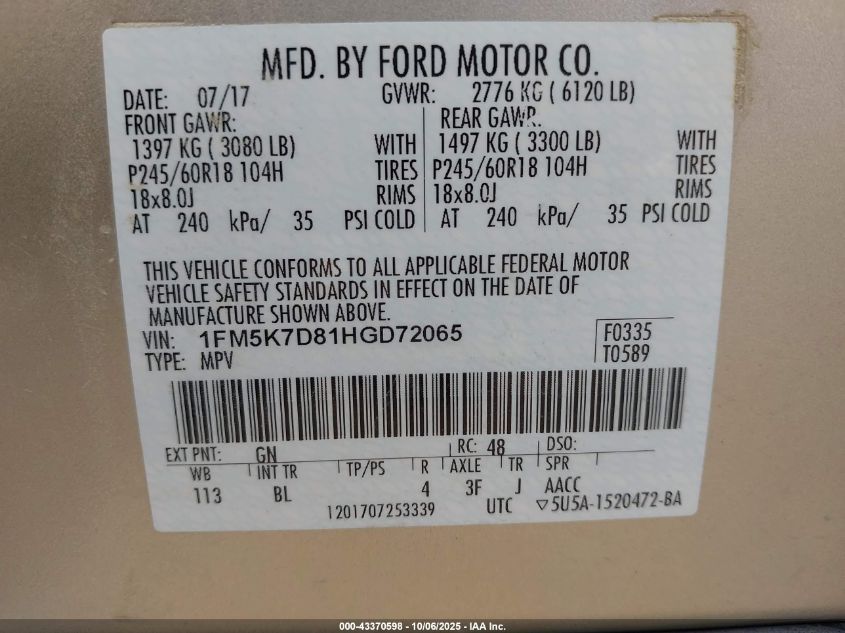 MFD. BY FORD MOTOR CO.
DATE: 07/17 GVWR: 2776 KG ( 6120 LB)
FRONT GAWR: REAR GAWR:
1397 KG ( 3080 LB) WITH 1497 KG ( 3300 LB) WITH
P245/60R18 104H TIRES P245/60R18 104H TIRES
18x8.0J RIMS 18x8.0J RIMS
AT 240 kPa/ 35 PSI COLD AT 240 kPa/ 35 PSI COLD
THIS VEHICLE CONFORMS TO ALL APPLICABLE FEDERAL MOTOR
VEHICLE SAFETY STANDARDS IN EFFECT ON THE DATE OF
MANUFACTURE SHOWN ABOVE.
VIN: 1FM5K7D81HGD72065 F0335
TYPE: MPV T0589
EXT PNT: GN RC: 48 DSO:
WB INT TR TP/PS R AXLE TR SPR
113 BL 4 3F J AACC
1201707253339 UTC ▽5U5A-1520472-BA
000-43370598 - 10/06/2025 - IAA Inc.